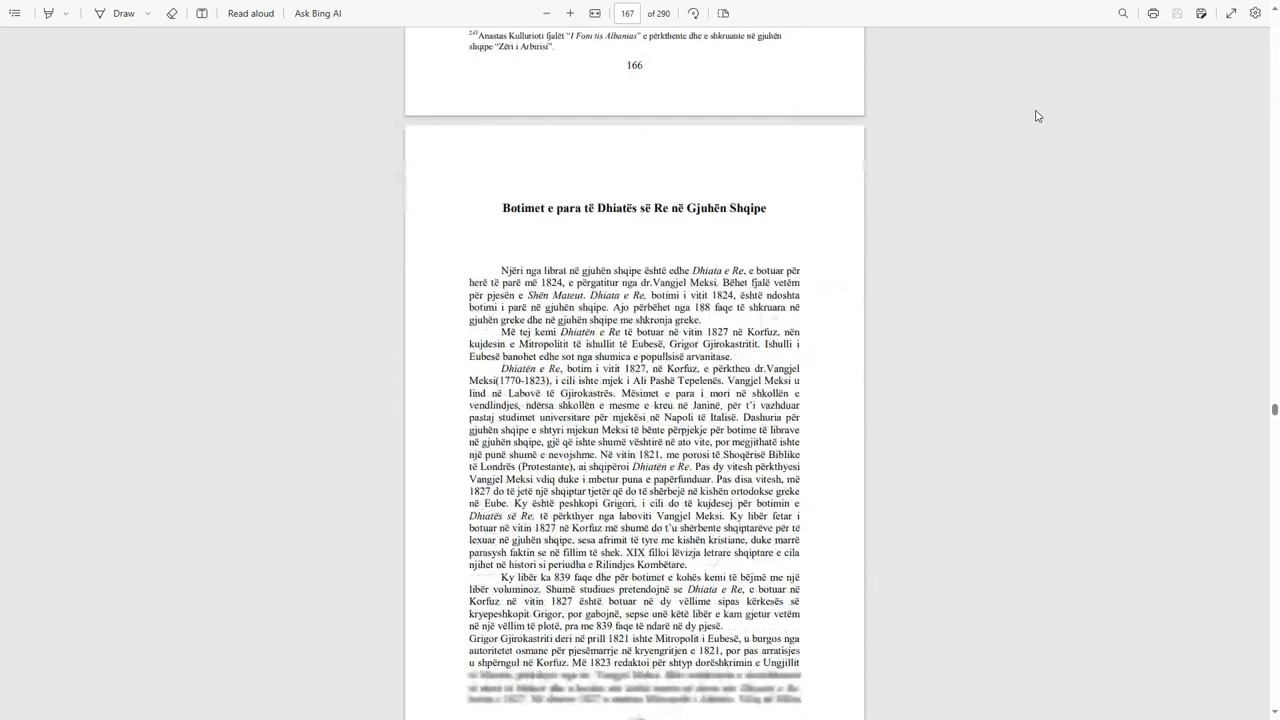 Draw
Read aloud
Ask Bing AI
167
of 290
245Anastas Kullurioti fjalët “I Foni tis Albanias” e përkthente dhe e shkruante në gjuhën
shqipe “Zëri i Arbirisi”.
166
Botimet e para të Dhiatës së Re në Gjuhën Shqipe
Njëri nga librat në gjuhën shqipe është edhe Dhiata e Re, e botuar për
herë të parë më 1824, e përgatitur nga dr.Vangjel Meksi. Bëhet fjalë vetëm
për pjesën e Shën Mateut. Dhiata e Re, botimi i vitit 1824, është ndoshta
botimi i parë në gjuhën shqipe. Ajo përbëhet nga 188 faqe të shkruara në
gjuhën greke dhe në gjuhën shqipe me shkronja greke.
Më tej kemi Dhiatën e Re të botuar në vitin 1827 në Korfuz, nën
kujdesin e Mitropolitit të ishullit të Eubesë, Grigor Gjirokastritit. Ishulli i
Eubesë banohet edhe sot nga shumica e popullsisë arvanitase.
Dhiatën e Re, botim i vitit 1827, në Korfuz, e përktheu dr.Vangjel
Meksi(1770-1823), i cili ishte mjek i Ali Pashë Tepelenës. Vangjel Meksi u
lind në Labovë të Gjirokastrës. Mësimet e para i mori në shkollën e
vendlindjes, ndërsa shkollën e mesme e kreu në Janinë, për t’i vazhduar
pastaj studimet universitare për mjekësi në Napoli të Italisë. Dashuria për
gjuhën shqipe e shtyri mjekun Meksi të bënte përpjekje për botime të librave
në gjuhën shqipe, gjë që ishte shumë vështirë në ato vite, por megjithatë ishte
një punë shumë e nevojshme. Në vitin 1821, me porosi të Shoqërisë Biblike
të Londrës (Protestante), ai shqipëroi Dhiatën e Re. Pas dy vitesh përkthyesi
Vangjel Meksi vdiq duke i mbetur puna e papërfunduar. Pas disa vitesh, më
1827 do të jetë një shqiptar tjetër që do të shërbejë në kishën ortodokse greke
në Eube. Ky është peshkopi Grigori, i cili do të kujdesej për botimin e
Dhiatës së Re, të përkthyer nga laboviti Vangjel Meksi. Ky libër fetar i
botuar në vitin 1827 në Korfuz më shumë do t’u shërbente shqiptarëve për të
lexuar në gjuhën shqipe, sesa afrimit të tyre me kishën kristiane, duke marrë
parasysh faktin se në fillim të shek. XIX filloi lëvizja letrare shqiptare e cila
njihet në histori si periudha e Rilindjes Kombëtare.
Ky libër ka 839 faqe dhe për botimet e kohës kemi të bëjmë me një
libër voluminoz. Shumë studiues pretendojnë se Dhiata e Re, e botuar në
Korfuz në vitin 1827 është botuar në dy vëllime sipas kërkesës së
kryepeshkopit Grigor, por gabojnë, sepse unë këtë libër e kam gjetur vetëm
në një vëllim të plotë, pra me 839 faqe të ndarë në dy pjesë.
Grigor Gjirokastriti deri në prill 1821 ishte Mitropolit i Eubesë, u burgos nga
autoritetet osmane për pjesëmarrje në kryengritjen e 1821, por pas arratisjes
u shpërngul në Korfuz. Më 1823 redaktoi për shtyp dorëshkrimin e Ungjillit